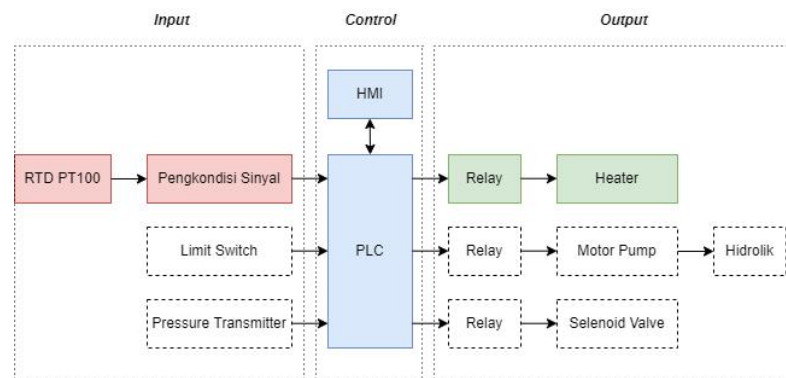 Input Control Output
HMI
RTD PT100 Pengkondisi Sinyal Relay Heater
Limit Switch PLC Relay Motor Pump Hidrolik
Pressure Transmitter Relay Selenoid Valve